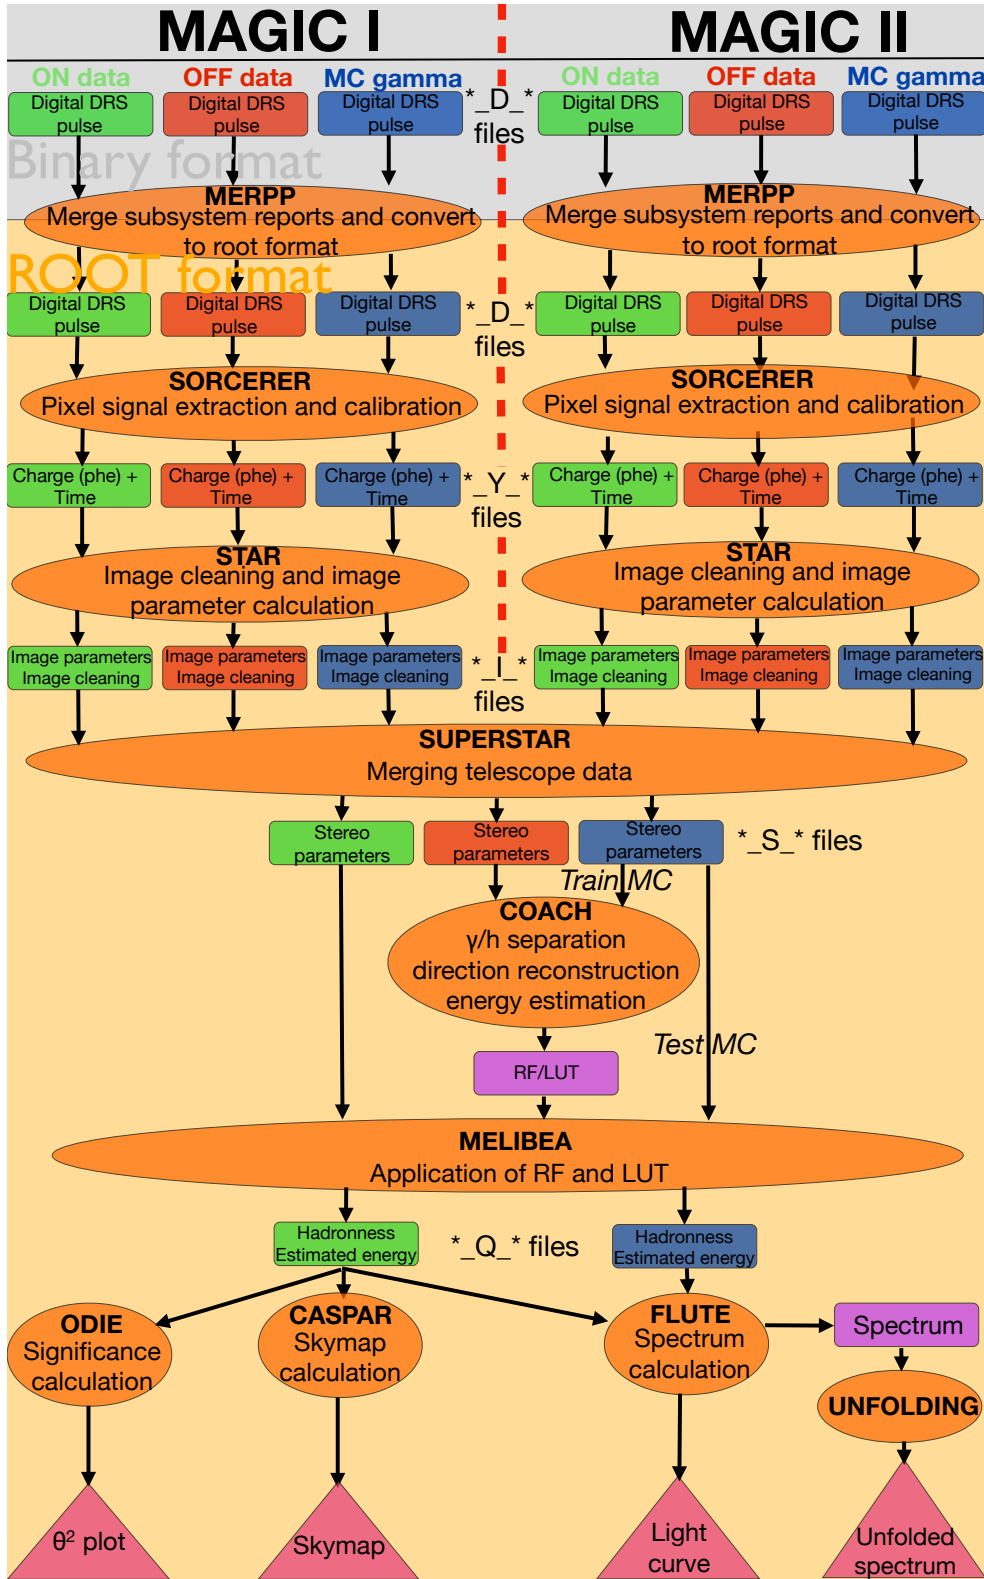 MAGIC I
MAGIC II
ON data
OFF data
MC gamma
ON data
OFF data
MC gamma
Digital DRS
pulse
Digital DRS
pulse
Digital DRS
pulse
*_D_*
files
Digital DRS
pulse
Digital DRS
pulse
Digital DRS
pulse
Binary format
MERPP
Merge subsystem reports and convert
to root format
MERPP
Merge subsystem reports and convert
to root format
ROOT format
Digital DRS
pulse
Digital DRS
pulse
Digital DRS
pulse
*_D_*
files
Digital DRS
pulse
Digital DRS
pulse
Digital DRS
pulse
SORCERER
Pixel signal extraction and calibration
SORCERER
Pixel signal extraction and calibration
Charge (phe) +
Time
Charge (phe) +
Time
Charge (phe) +
Time
*_Y_*
files
Charge (phe) +
Time
Charge (phe) +
Time
Charge (phe) +
Time
STAR
Image cleaning and image
parameter calculation
STAR
Image cleaning and image
parameter calculation
Image parameters
Image cleaning
Image parameters
Image cleaning
Image parameters
Image cleaning
*_I_*
files
Image parameters
Image cleaning
Image parameters
Image cleaning
Image parameters
Image cleaning
SUPERSTAR
Merging telescope data
Stereo
parameters
Stereo
parameters
Stereo
parameters
*_S_* files
Train MC
COACH
γ/h separation
direction reconstruction
energy estimation
Test MC
RF/LUT
MELIBEA
Application of RF and LUT
Hadronness
Estimated energy
*_Q_* files
Hadronness
Estimated energy
ODIE
Significance
calculation
CASPAR
Skymap
calculation
FLUTE
Spectrum
calculation
Spectrum
UNFOLDING
θ² plot
Skymap
Light
curve
Unfolded
spectrum